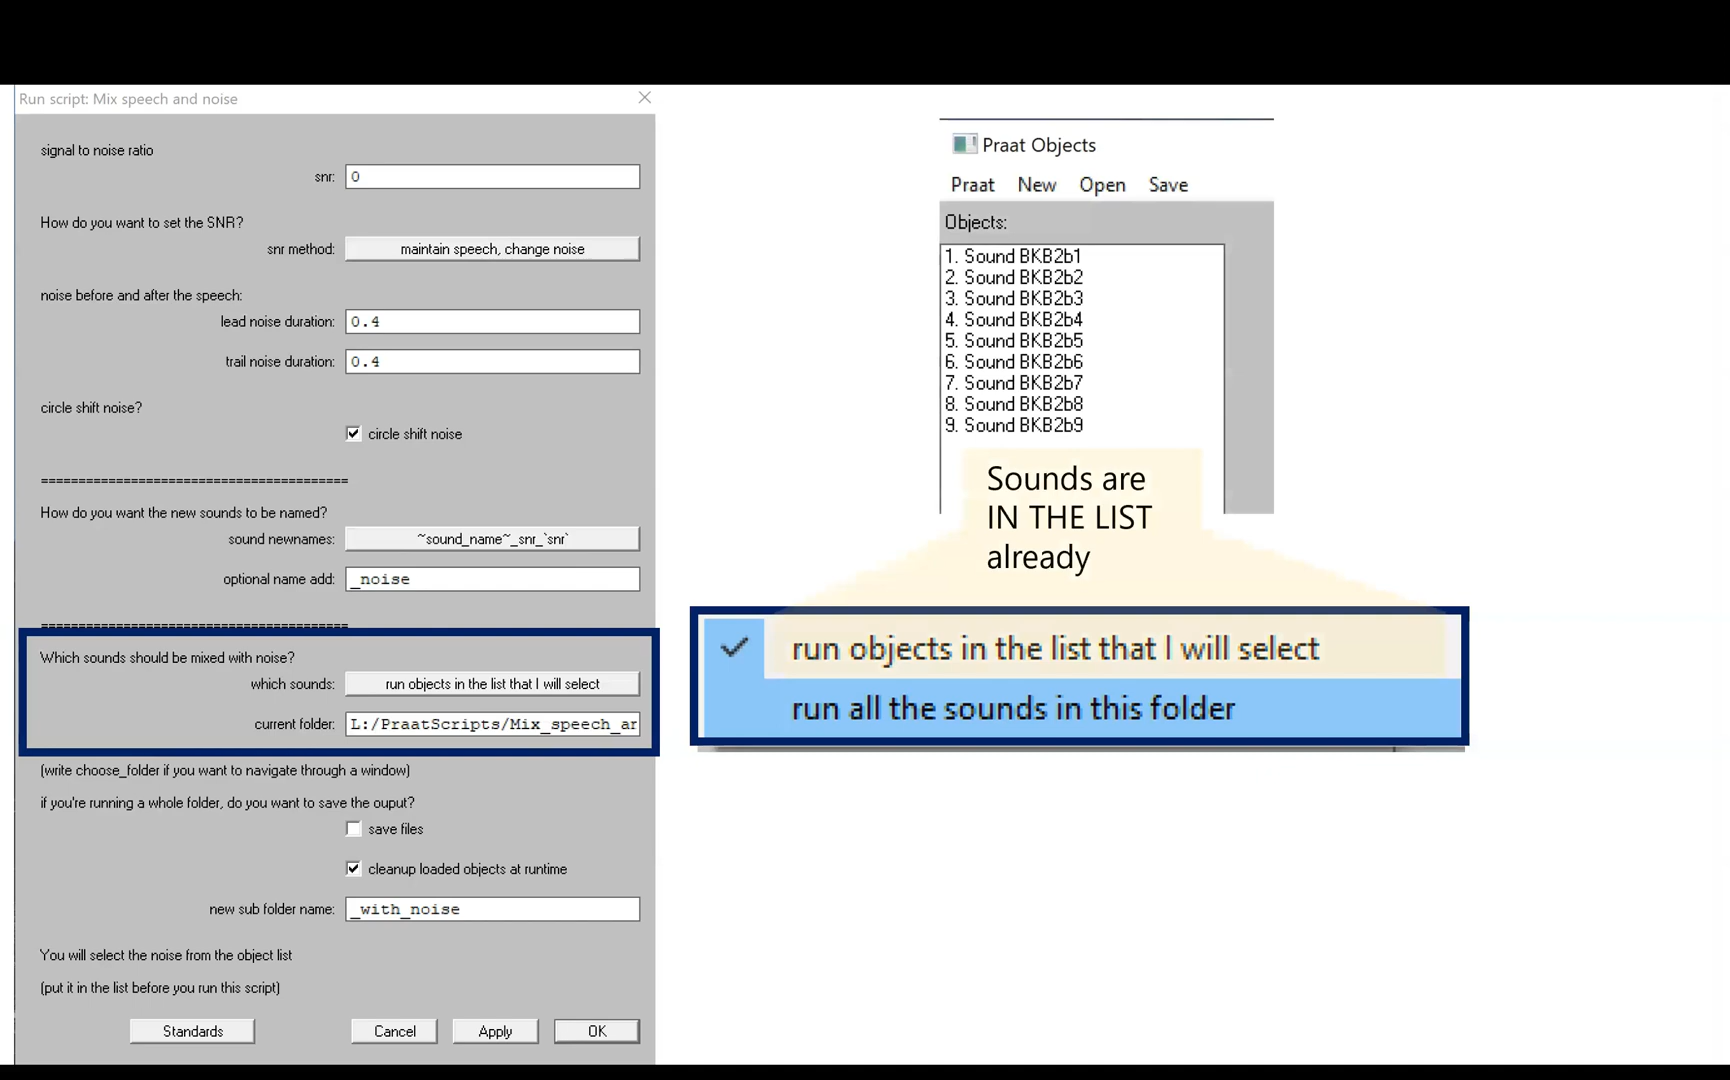 Run script: Mix speech and noise
signal to noise ratio
snr: 0
How do you want to set the SNR?
snr method: maintain speech, change noise
noise before and after the speech:
lead noise duration: 0.4
trail noise duration: 0.4
circle shift noise?
circle shift noise
=========================================
How do you want the new sounds to be named?
sound newnames: ~sound_name~_snr_`snr`
optional name add: _noise
=========================================
Which sounds should be mixed with noise?
which sounds: run objects in the list that I will select
current folder: L:/PraatScripts/Mix_speech_ar
(write choose_folder if you want to navigate through a window)
if you're running a whole folder, do you want to save the ouput?
save files
cleanup loaded objects at runtime
new sub folder name: _with_noise
You will select the noise from the object list
(put it in the list before you run this script)
Standards Cancel Apply OK
Praat Objects
Praat New Open Save
Objects:
1. Sound BKB2b1
2. Sound BKB2b2
3. Sound BKB2b3
4. Sound BKB2b4
5. Sound BKB2b5
6. Sound BKB2b6
7. Sound BKB2b7
8. Sound BKB2b8
9. Sound BKB2b9
Sounds are
IN THE LIST
already
run objects in the list that I will select
run all the sounds in this folder